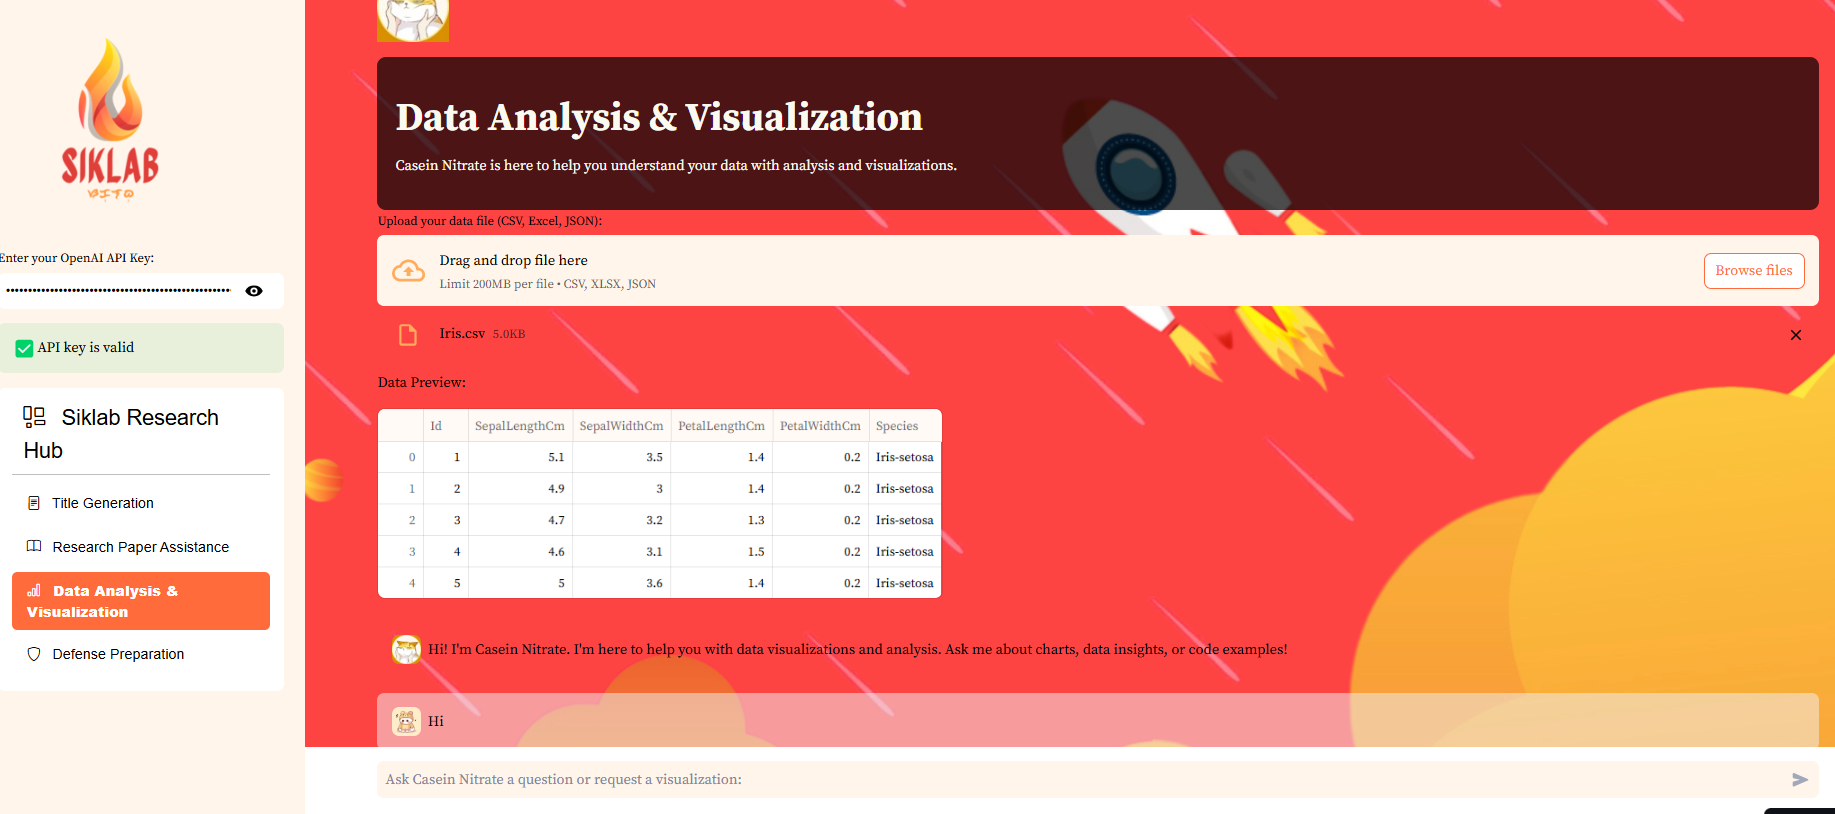 SIKLAB
ᜊᜒᜆᜓ
Enter your OpenAI API Key:
••••••••••••••••••••••••••••••••••••••••••••••••••••
API key is valid
Siklab Research
Hub
Title Generation
Research Paper Assistance
Data Analysis &
Visualization
Defense Preparation
Data Analysis & Visualization
Casein Nitrate is here to help you understand your data with analysis and visualizations.
Upload your data file (CSV, Excel, JSON):
Drag and drop file here
Limit 200MB per file • CSV, XLSX, JSON
Browse files
Iris.csv 5.0KB
Data Preview:
Id SepalLengthCm SepalWidthCm PetalLengthCm PetalWidthCm Species
0 1 5.1 3.5 1.4 0.2 Iris-setosa
1 2 4.9 3 1.4 0.2 Iris-setosa
2 3 4.7 3.2 1.3 0.2 Iris-setosa
3 4 4.6 3.1 1.5 0.2 Iris-setosa
4 5 5 3.6 1.4 0.2 Iris-setosa
Hi! I'm Casein Nitrate. I'm here to help you with data visualizations and analysis. Ask me about charts, data insights, or code examples!
Hi
Ask Casein Nitrate a question or request a visualization: